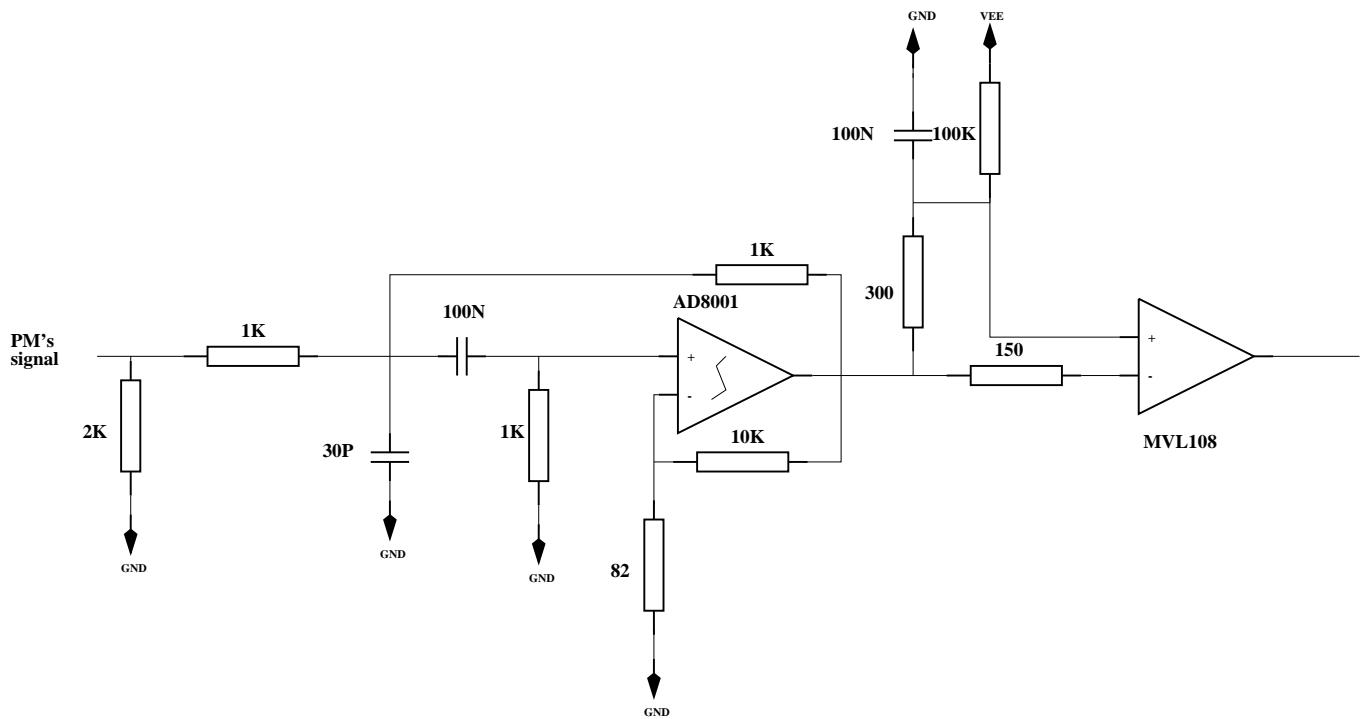 GND
VEE
100N
100K
1K
300
AD8001
100N
PM's
signal
1K
150
+
-
+
-
2K
30P
1K
10K
MVL108
GND
GND
GND
82
GND